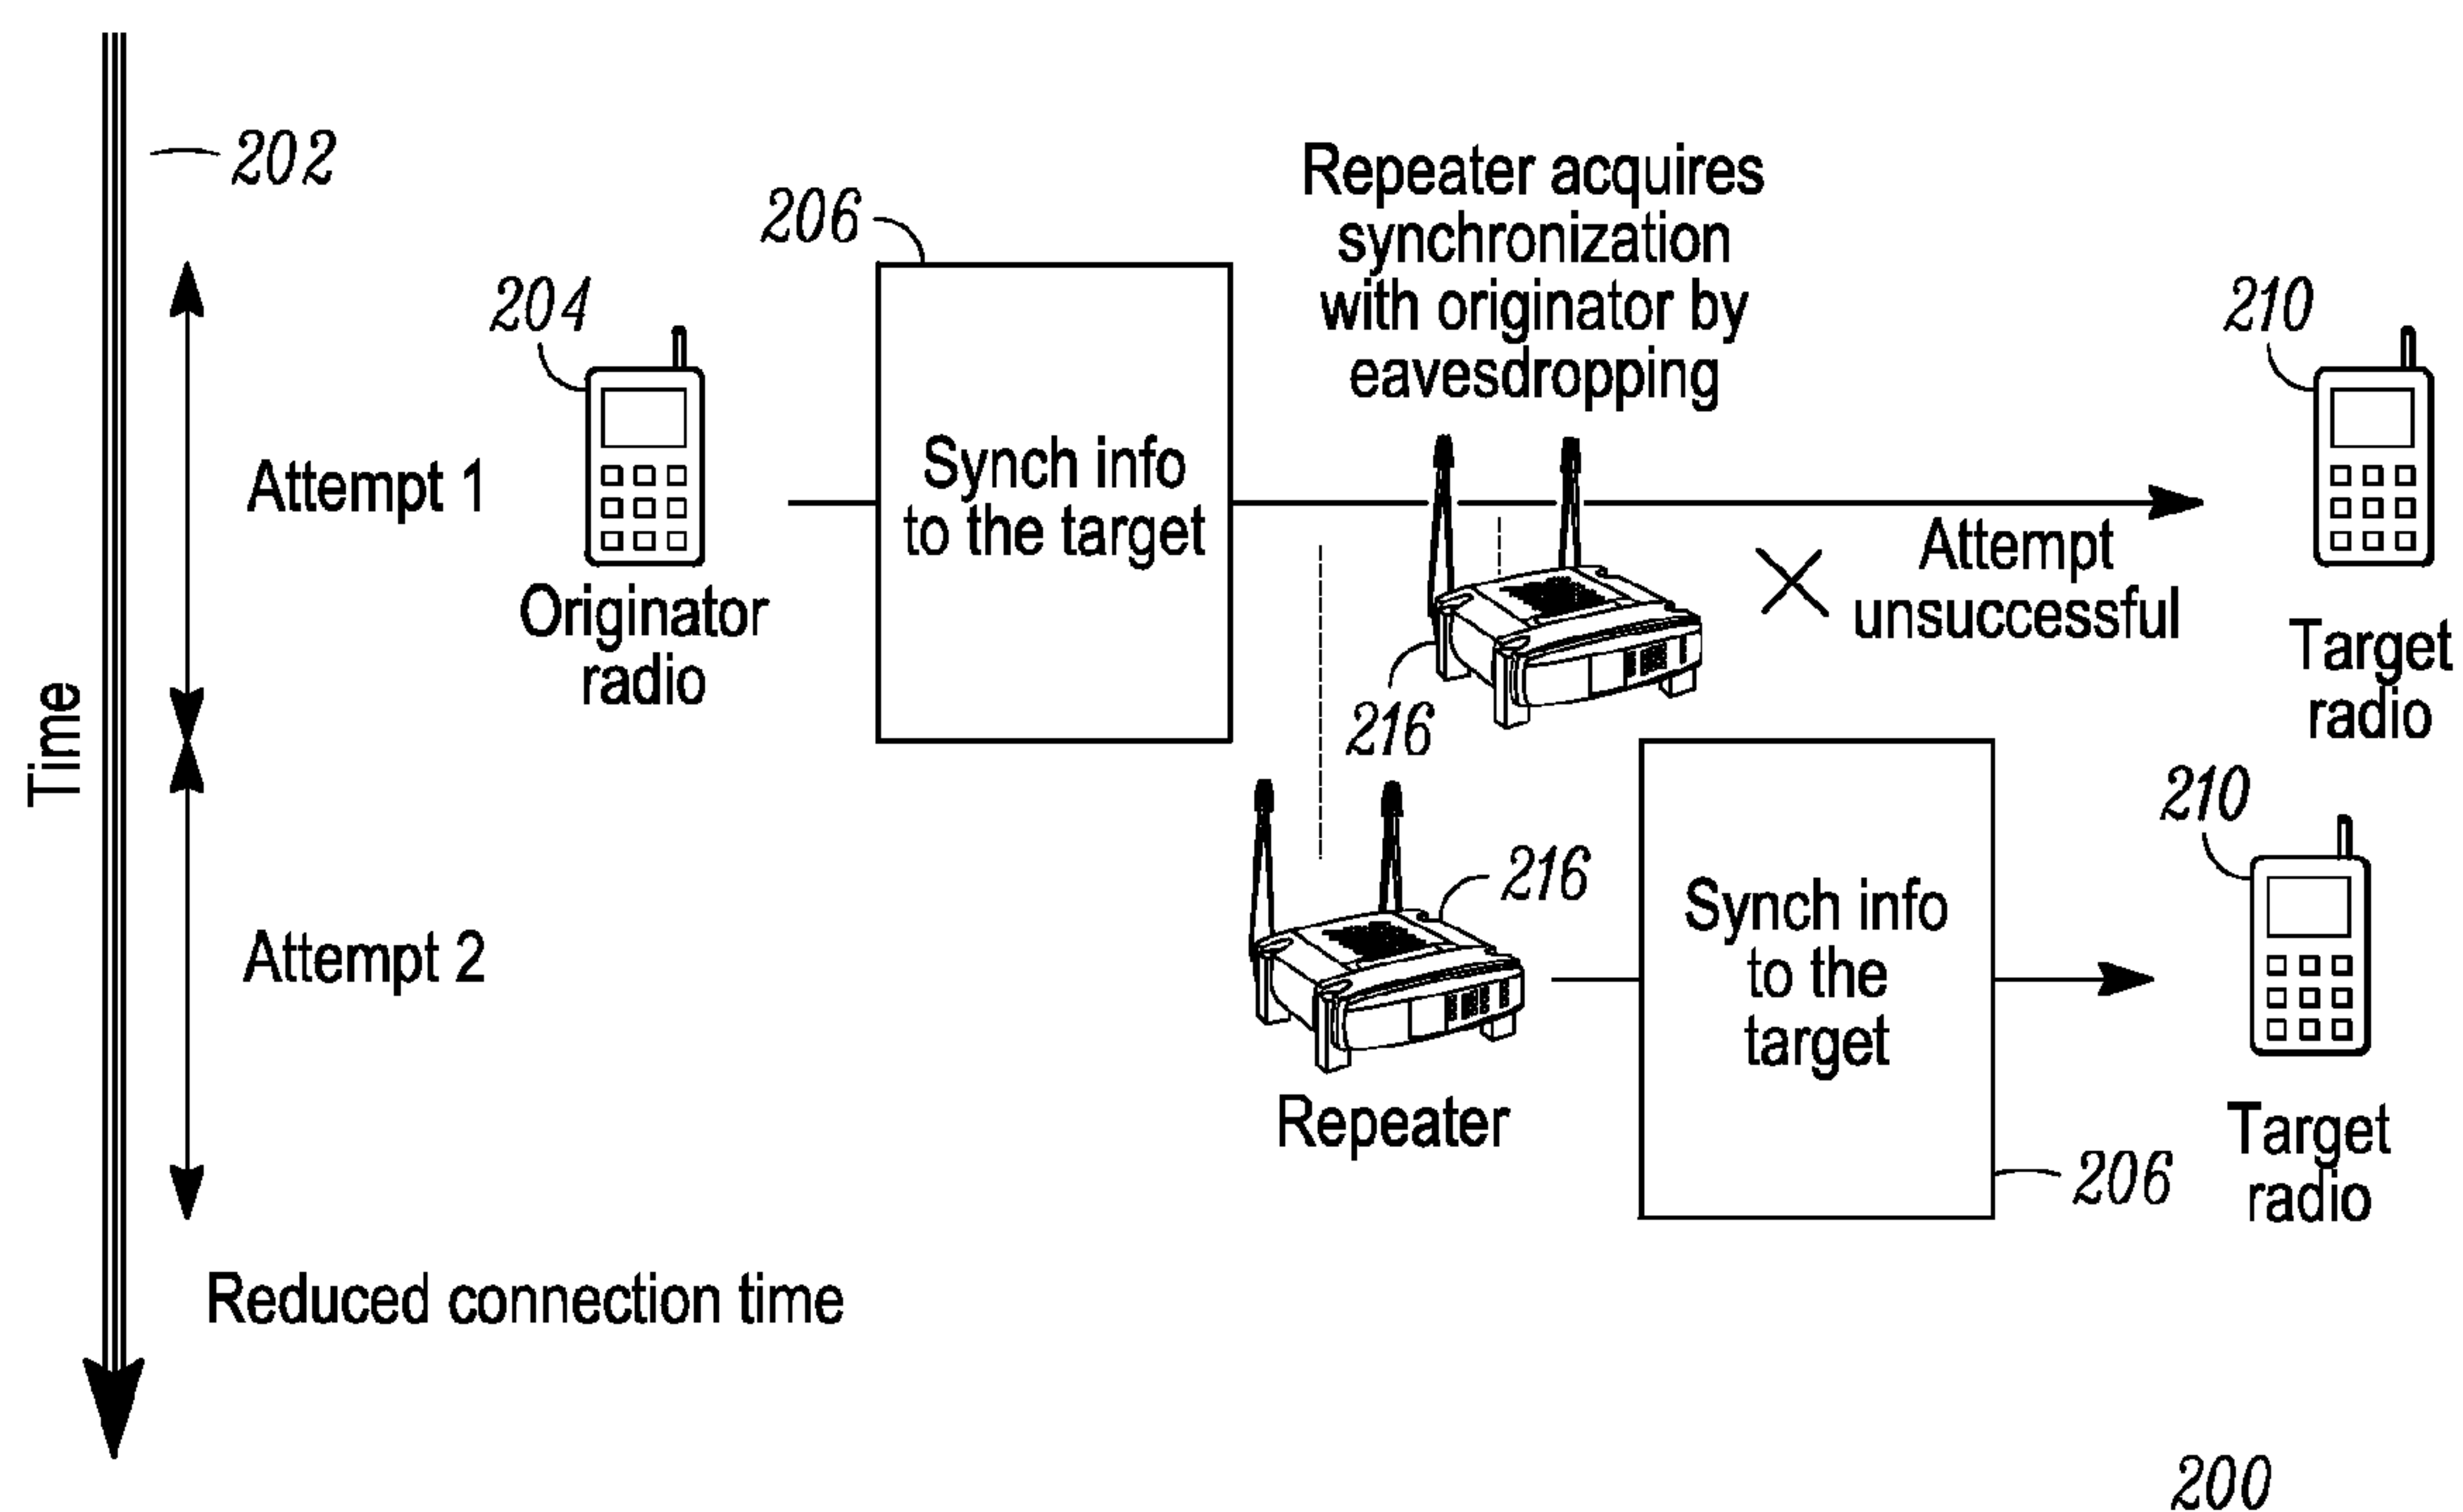 202
206
Repeater acquires
synchronization
with originator by
eavesdropping
204
210
Attempt 1
Synch info
to the target
Attempt
unsuccessful
Originator
radio
Target
radio
216
Time
210
216
Attempt 2
Synch info
to the
target
Repeater
Target
radio
206
Reduced connection time
200